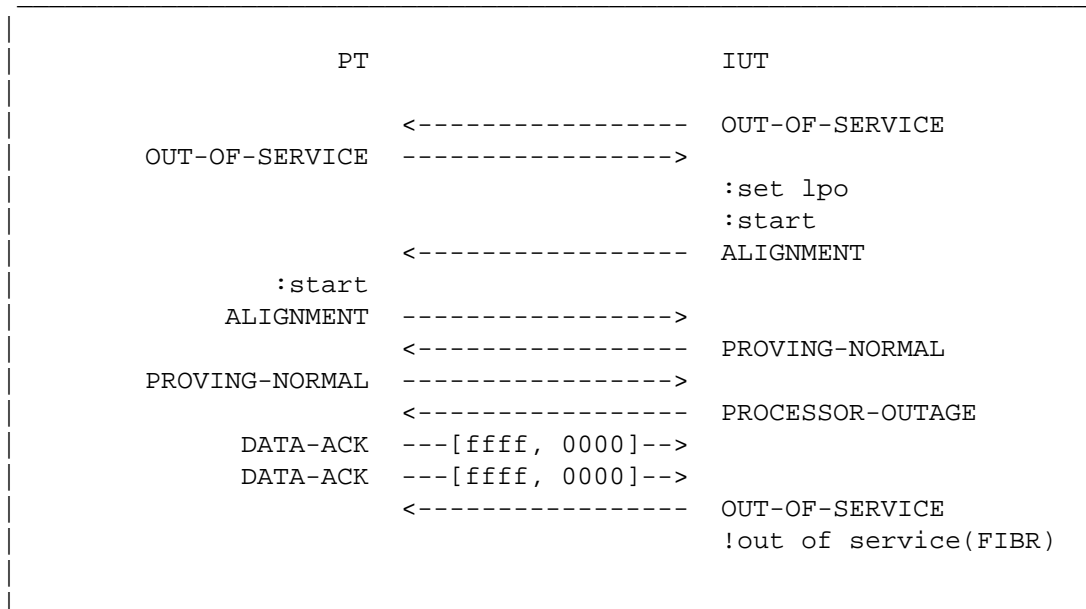 PT IUT
<----------------- OUT-OF-SERVICE
OUT-OF-SERVICE ----------------->
:set lpo
:start
<----------------- ALIGNMENT
:start
ALIGNMENT ----------------->
<----------------- PROVING-NORMAL
PROVING-NORMAL ----------------->
<----------------- PROCESSOR-OUTAGE
DATA-ACK ---[ffff, 0000]-->
DATA-ACK ---[ffff, 0000]-->
<----------------- OUT-OF-SERVICE
!out of service(FIBR)